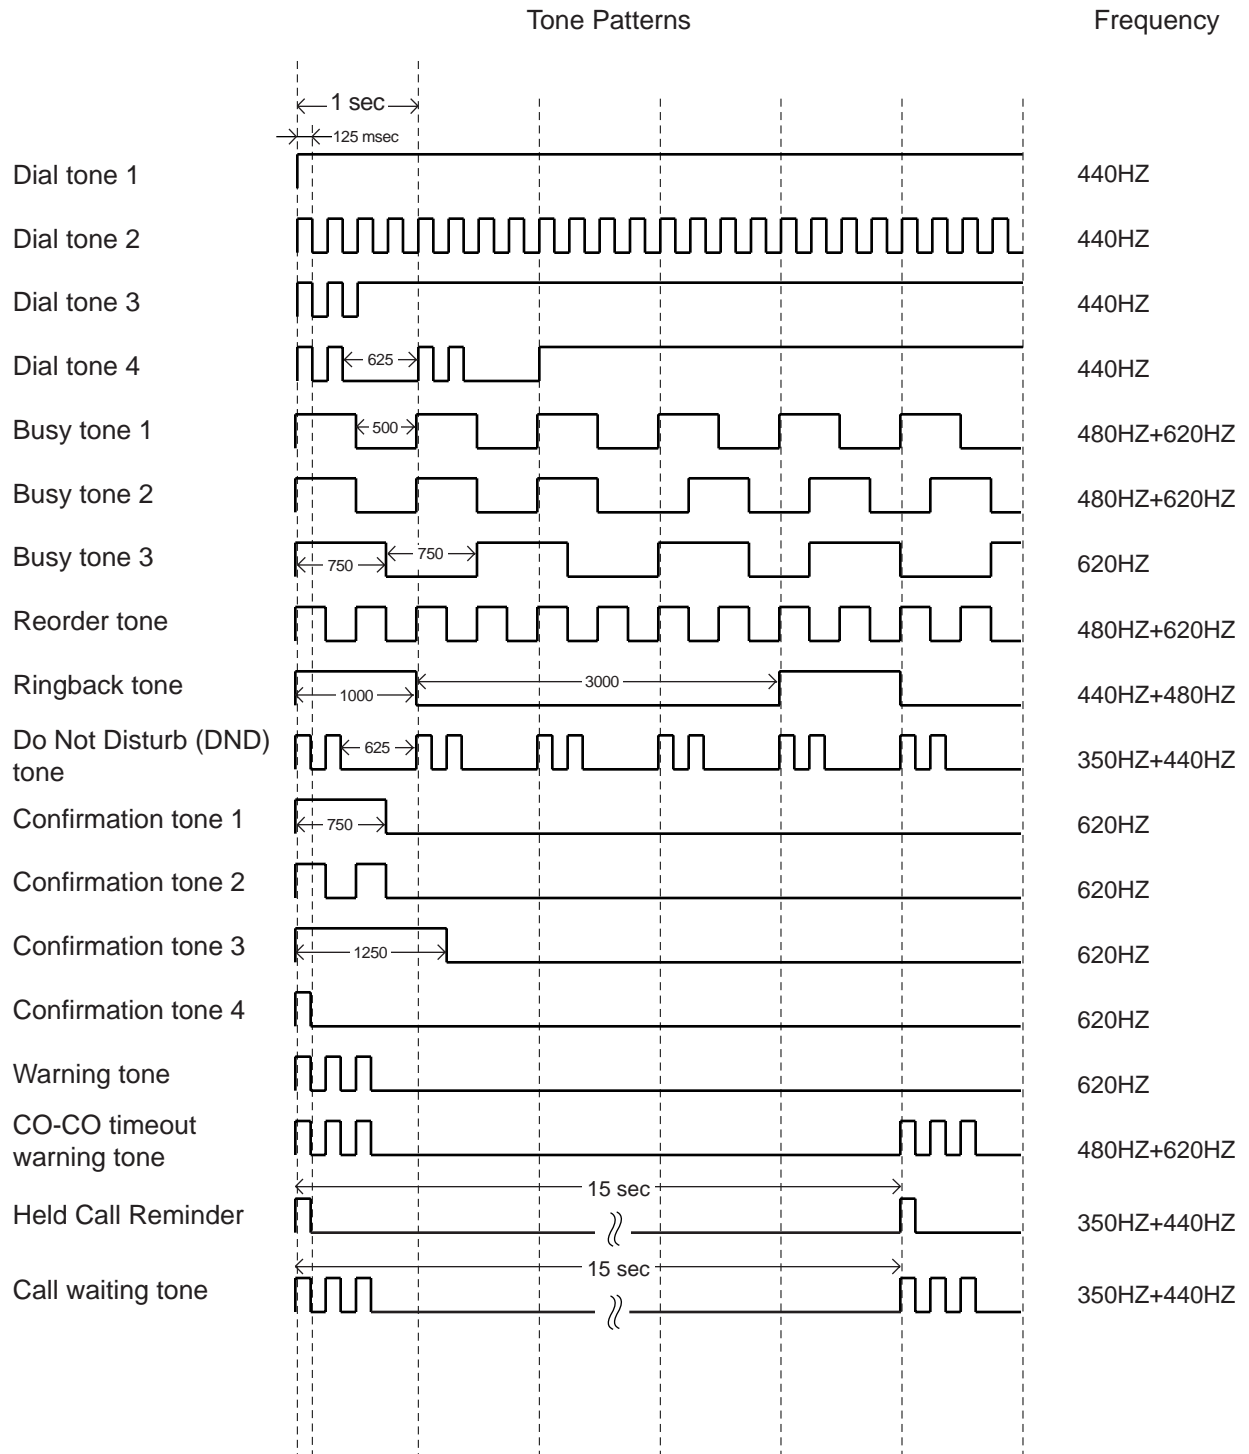 Tone Patterns Frequency
1 sec
125 msec
Dial tone 1 440HZ
Dial tone 2 440HZ
Dial tone 3 440HZ
Dial tone 4 625 440HZ
Busy tone 1 500 480HZ+620HZ
Busy tone 2 480HZ+620HZ
Busy tone 3 750 750 620HZ
Reorder tone 480HZ+620HZ
Ringback tone 1000 3000 440HZ+480HZ
Do Not Disturb (DND)
tone 625 350HZ+440HZ
Confirmation tone 1 750 620HZ
Confirmation tone 2 620HZ
Confirmation tone 3 1250 620HZ
Confirmation tone 4 620HZ
Warning tone 620HZ
CO-CO timeout
warning tone 480HZ+620HZ
15 sec
Held Call Reminder 350HZ+440HZ
15 sec
Call waiting tone 350HZ+440HZ